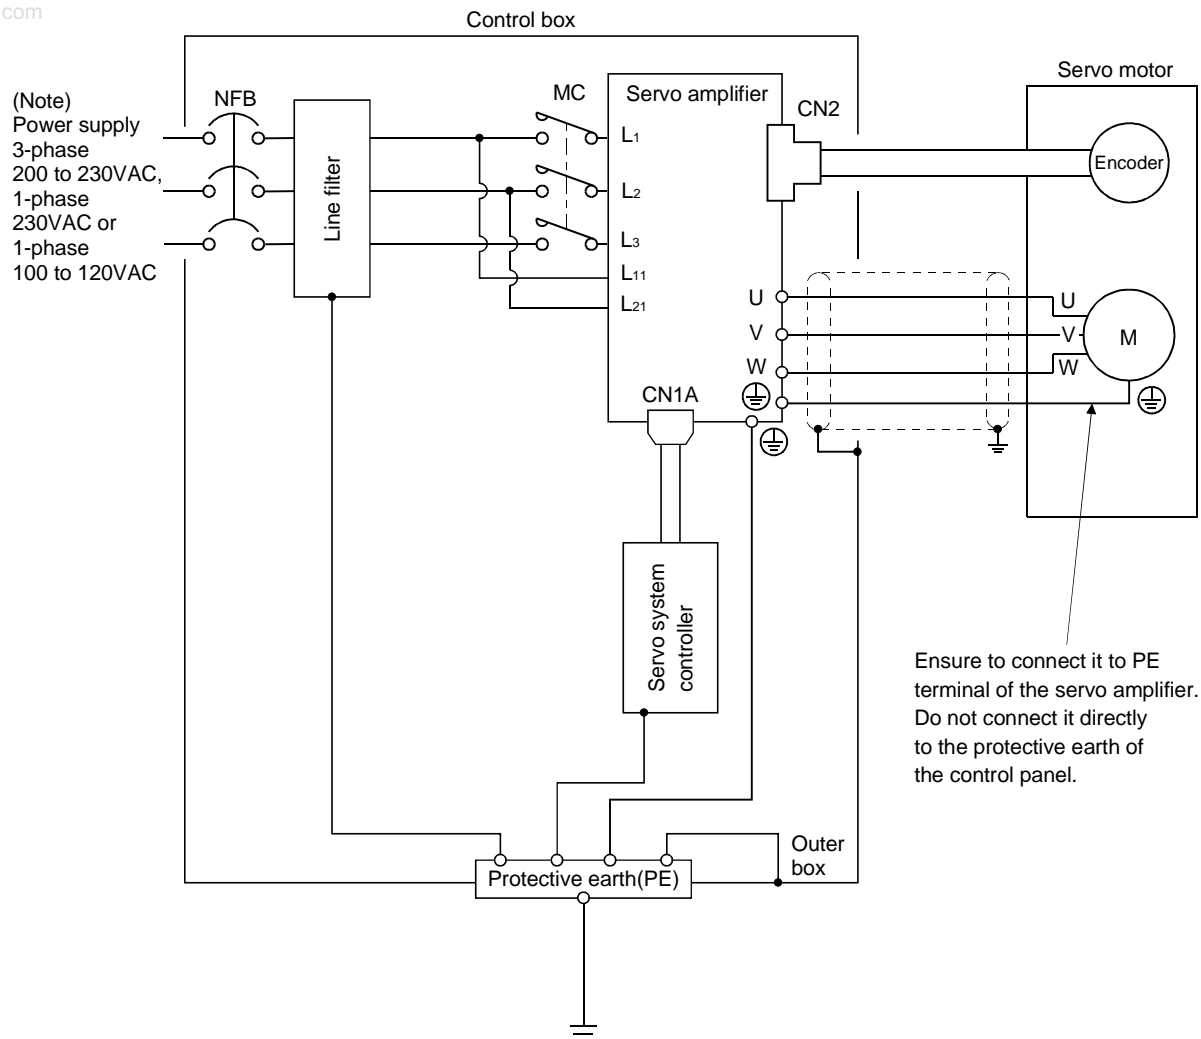 com
Control box
(Note)
Power supply
3-phase
200 to 230VAC,
1-phase
230VAC or
1-phase
100 to 120VAC
NFB
Line filter
MC
Servo amplifier
L1
L2
L3
L11
L21
CN2
Servo motor
Encoder
U
V
W
U
V
W
M
CN1A
Servo system
controller
Ensure to connect it to PE
terminal of the servo amplifier.
Do not connect it directly
to the protective earth of
the control panel.
Outer
box
Protective earth(PE)